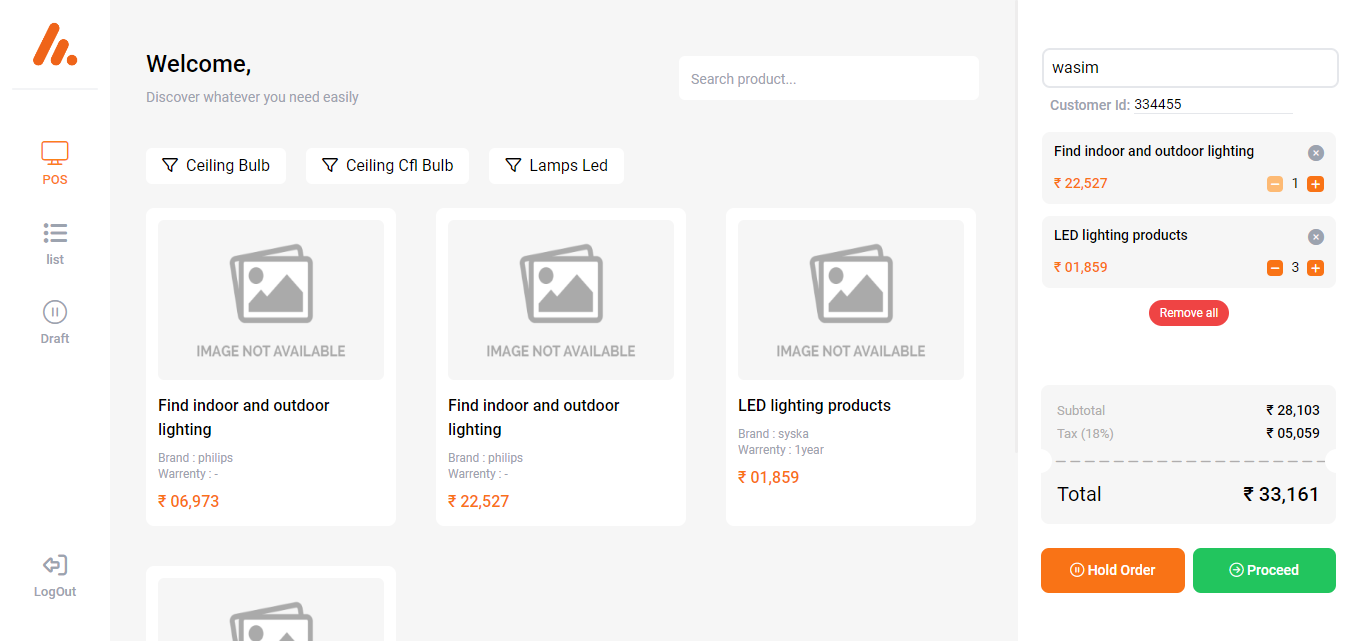 POS
list
Draft
LogOut
Welcome,
Discover whatever you need easily
Search product...
Ceiling Bulb
Ceiling Cfl Bulb
Lamps Led
IMAGE NOT AVAILABLE
Find indoor and outdoor
lighting
Brand : philips
Warrenty : -
₹ 06,973
IMAGE NOT AVAILABLE
Find indoor and outdoor
lighting
Brand : philips
Warrenty : -
₹ 22,527
IMAGE NOT AVAILABLE
LED lighting products
Brand : syska
Warrenty : 1year
₹ 01,859
wasim
Customer Id: 334455
Find indoor and outdoor lighting
₹ 22,527 1
LED lighting products
₹ 01,859 3
Remove all
Subtotal ₹ 28,103
Tax (18%) ₹ 05,059
Total ₹ 33,161
Hold Order
Proceed